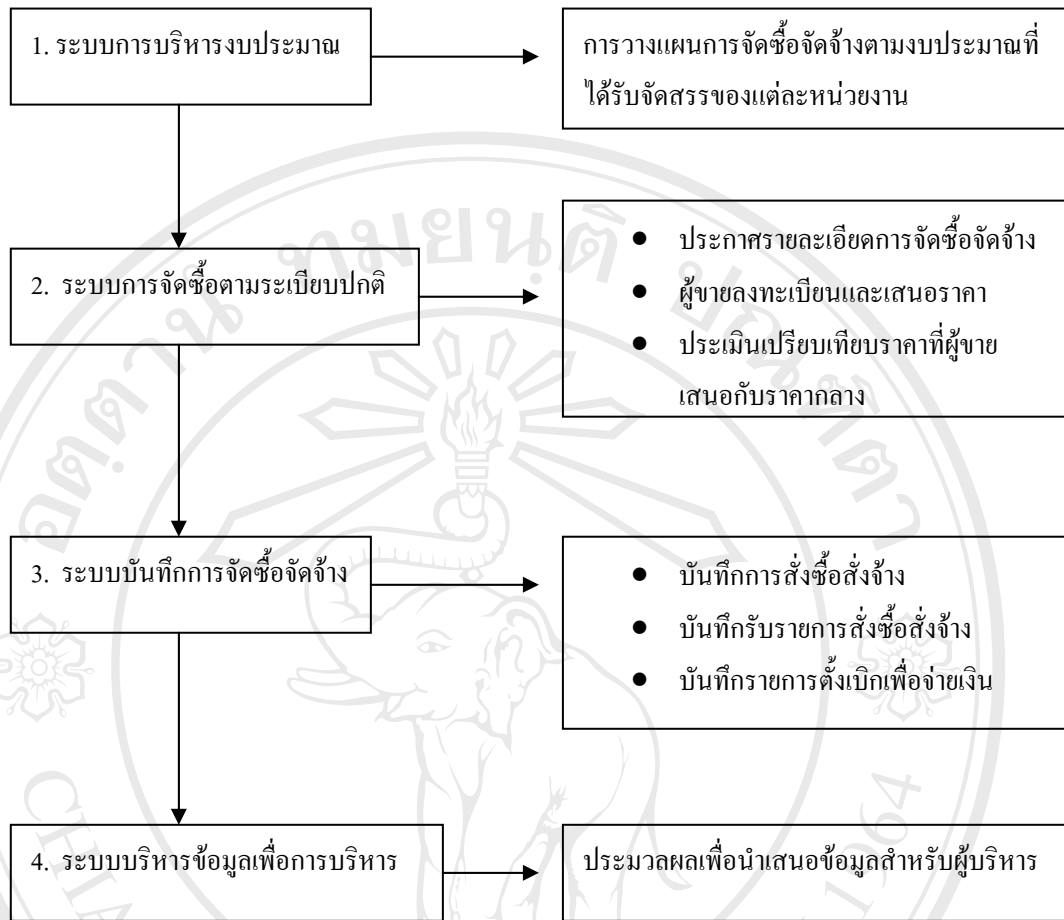 1. ระบบการบริหารงบประมาณ
การวางแผนการจัดซื้อจัดจ้างตามงบประมาณที่
ได้รับจัดสรรของแต่ละหน่วยงาน
2. ระบบการจัดซื้อตามระเบียบปกติ
● ประกาศรายละเอียดการจัดซื้อจัดจ้าง
● ผู้ขายลงทะเบียนและเสนอราคา
● ประเมินเปรียบเทียบราคาที่ผู้ขาย
เสนอกับราคากลาง
3. ระบบบันทึกการจัดซื้อจัดจ้าง
● บันทึกการสั่งซื้อสั่งจ้าง
● บันทึกรับรายการสั่งซื้อสั่งจ้าง
● บันทึกรายการตั้งเบิกเพื่อจ่ายเงิน
4. ระบบบริหารข้อมูลเพื่อการบริหาร
ประมวลผลเพื่อนำเสนอข้อมูลสำหรับผู้บริหาร
อตฺตานํ ทมยนฺติ ปณฺฑิตา
CHIA
1964